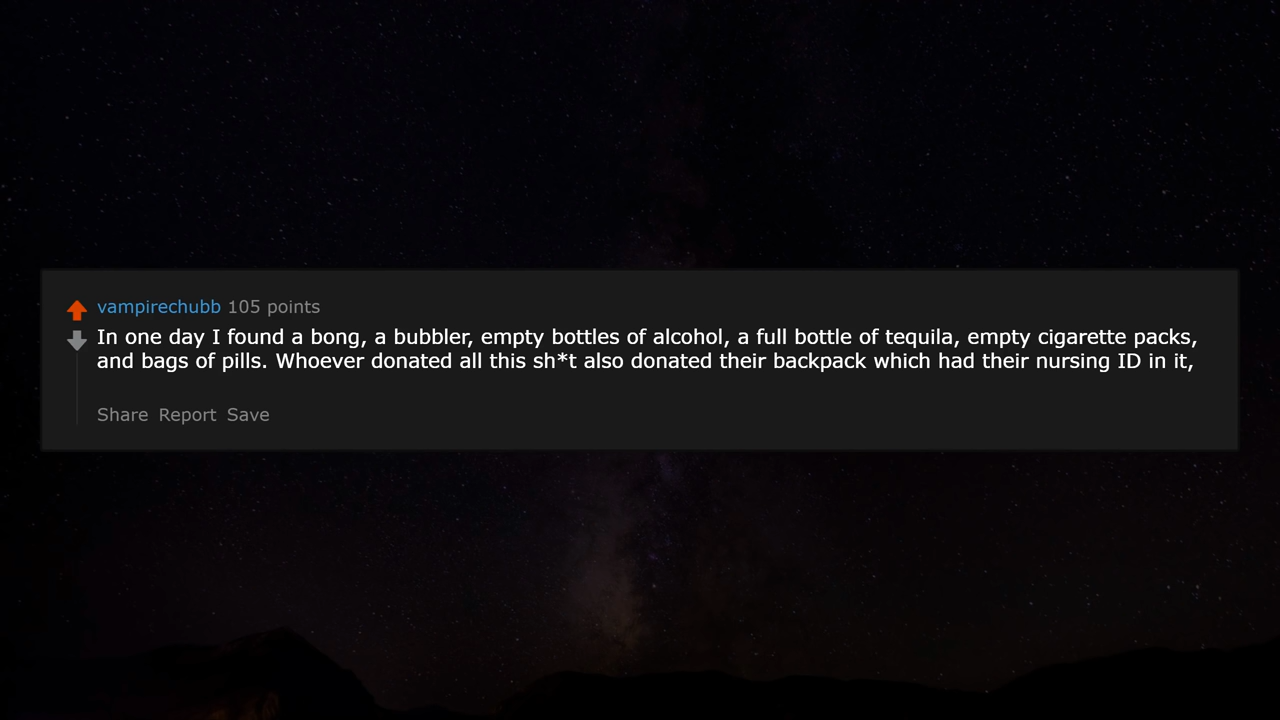 vampirechubb 105 points
In one day I found a bong, a bubbler, empty bottles of alcohol, a full bottle of tequila, empty cigarette packs,
and bags of pills. Whoever donated all this sh*t also donated their backpack which had their nursing ID in it,
Share Report Save